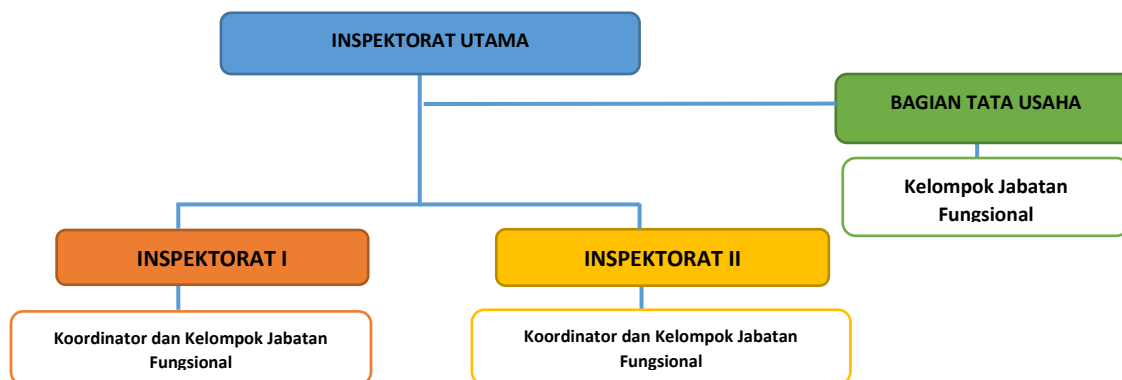 INSPEKTORAT UTAMA
BAGIAN TATA USAHA
Kelompok Jabatan
Fungsional
INSPEKTORAT I
INSPEKTORAT II
Koordinator dan Kelompok Jabatan
Fungsional
Koordinator dan Kelompok Jabatan
Fungsional